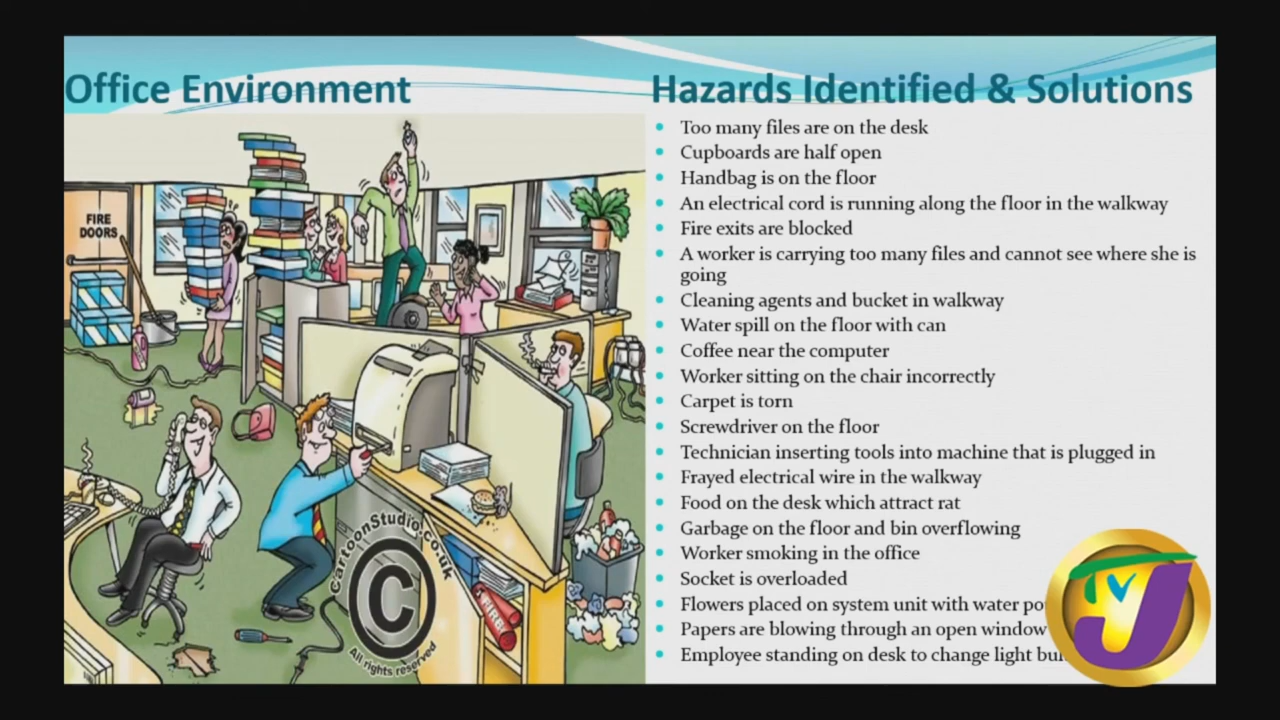 Office Environment
Hazards Identified & Solutions
Too many files are on the desk
Cupboards are half open
Handbag is on the floor
An electrical cord is running along the floor in the walkway
Fire exits are blocked
A worker is carrying too many files and cannot see where she is
going
Cleaning agents and bucket in walkway
Water spill on the floor with can
Coffee near the computer
Worker sitting on the chair incorrectly
Carpet is torn
Screwdriver on the floor
Technician inserting tools into machine that is plugged in
Frayed electrical wire in the walkway
Food on the desk which attract rat
Garbage on the floor and bin overflowing
Worker smoking in the office
Socket is overloaded
Flowers placed on system unit with water po
Papers are blowing through an open window
Employee standing on desk to change light bul
FIRE
DOORS
CartoonStudio.co.uk
C
All rights reserved
FIRE
TVJ